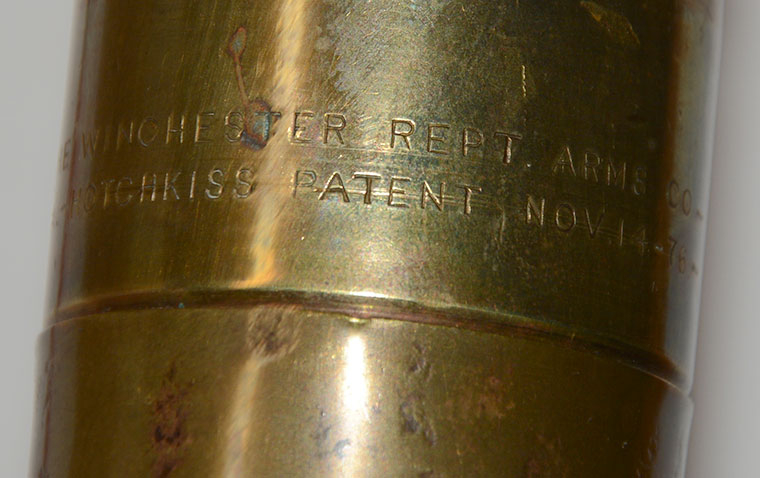 WINCHESTER REPT. ARMS CO-
-HOTCHKISS PATENT, NOV. 14-76-